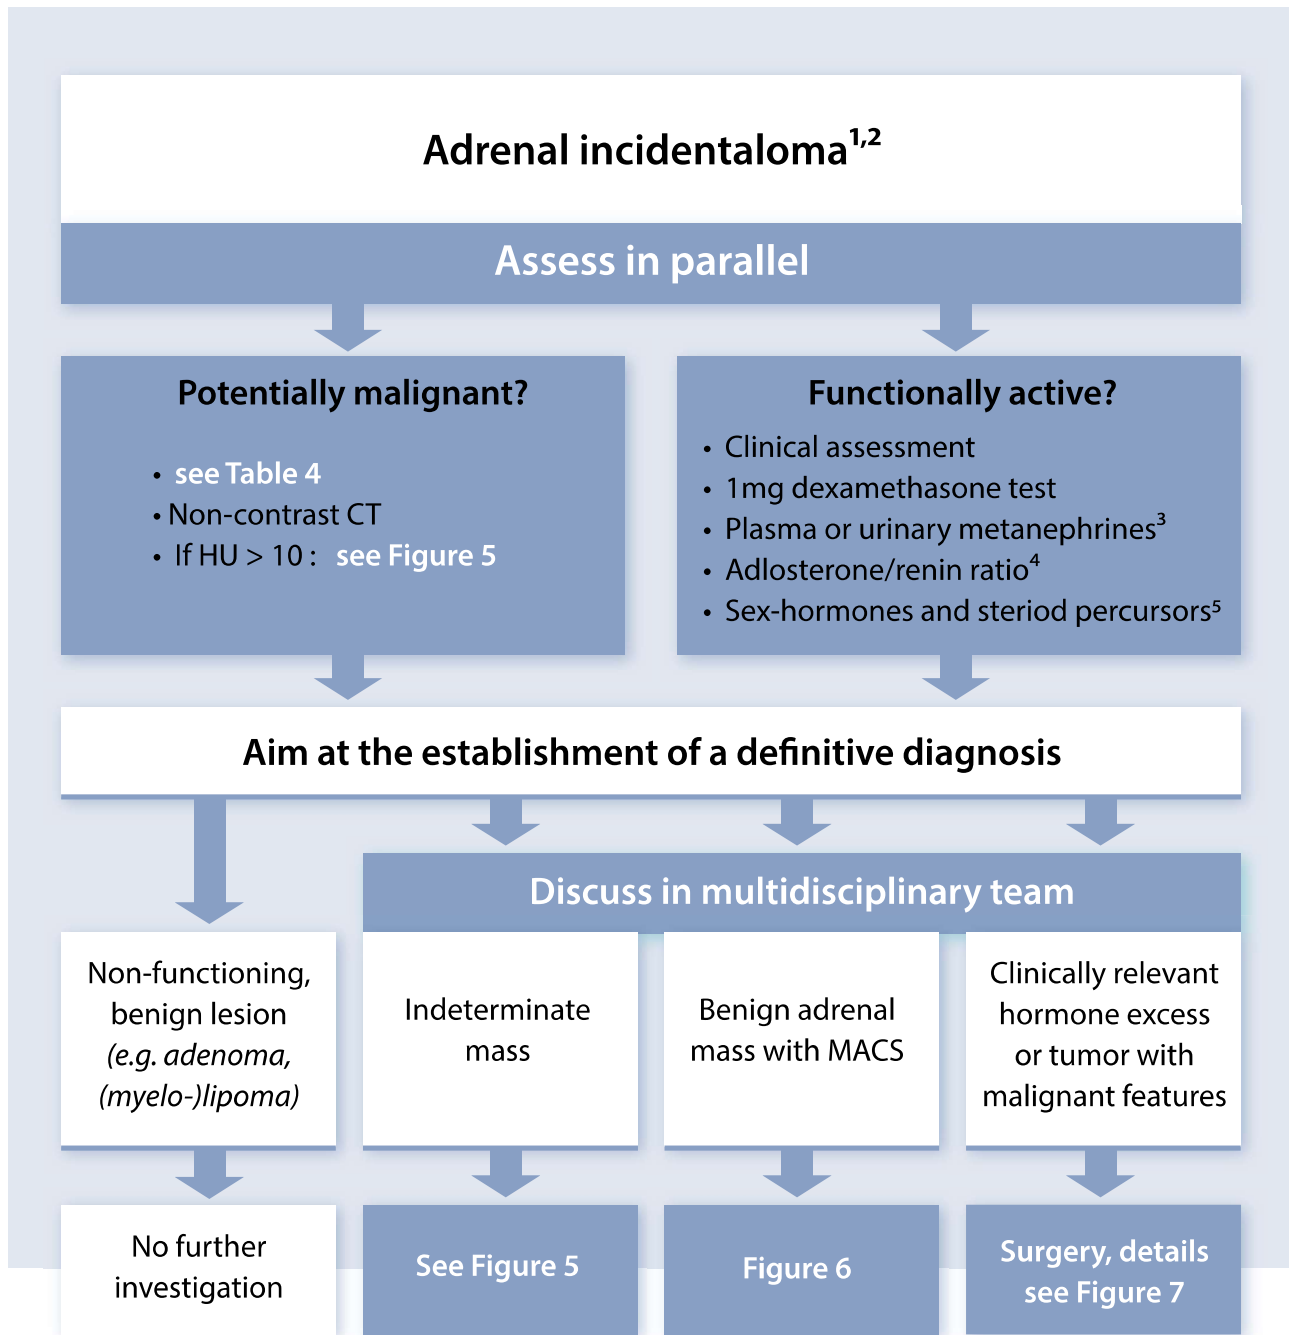 Adrenal incidentaloma¹,²
Assess in parallel
Potentially malignant?
• see Table 4
• Non-contrast CT
• If HU > 10 : see Figure 5
Functionally active?
• Clinical assessment
• 1mg dexamethasone test
• Plasma or urinary metanephrines³
• Adlosterone/renin ratio⁴
• Sex-hormones and steriod percursors⁵
Aim at the establishment of a definitive diagnosis
Discuss in multidisciplinary team
Non-functioning,
benign lesion
(e.g. adenoma,
(myelo-)lipoma)
Indeterminate
mass
Benign adrenal
mass with MACS
Clinically relevant
hormone excess
or tumor with
malignant features
No further
investigation
See Figure 5
Figure 6
Surgery, details
see Figure 7